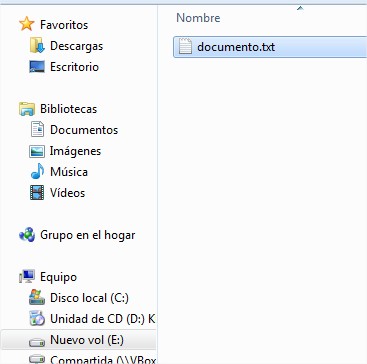 Nombre
documento.txt
Favoritos
Descargas
Escritorio
Bibliotecas
Documentos
Imágenes
Música
Vídeos
Grupo en el hogar
Equipo
Disco local (C:)
Unidad de CD (D:) K
Nuevo vol (E:)
Compartida (\\VBox